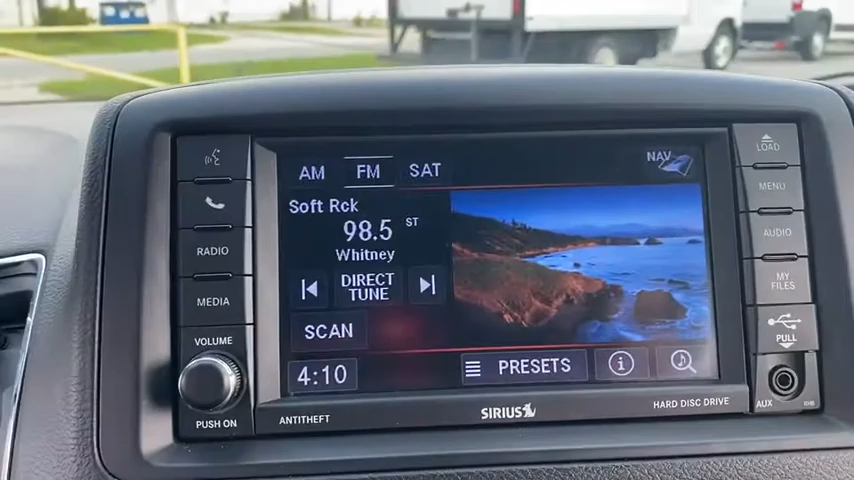 AM
FM
SAT
NAV
Soft Rck
98.5 ST
Whitney
DIRECT
TUNE
SCAN
4:10
PRESETS
RADIO
MEDIA
VOLUME
PUSH ON
LOAD
MENU
AUDIO
MY
FILES
PULL
AUX
ANTITHEFT
SIRIUS
HARD DISC DRIVE